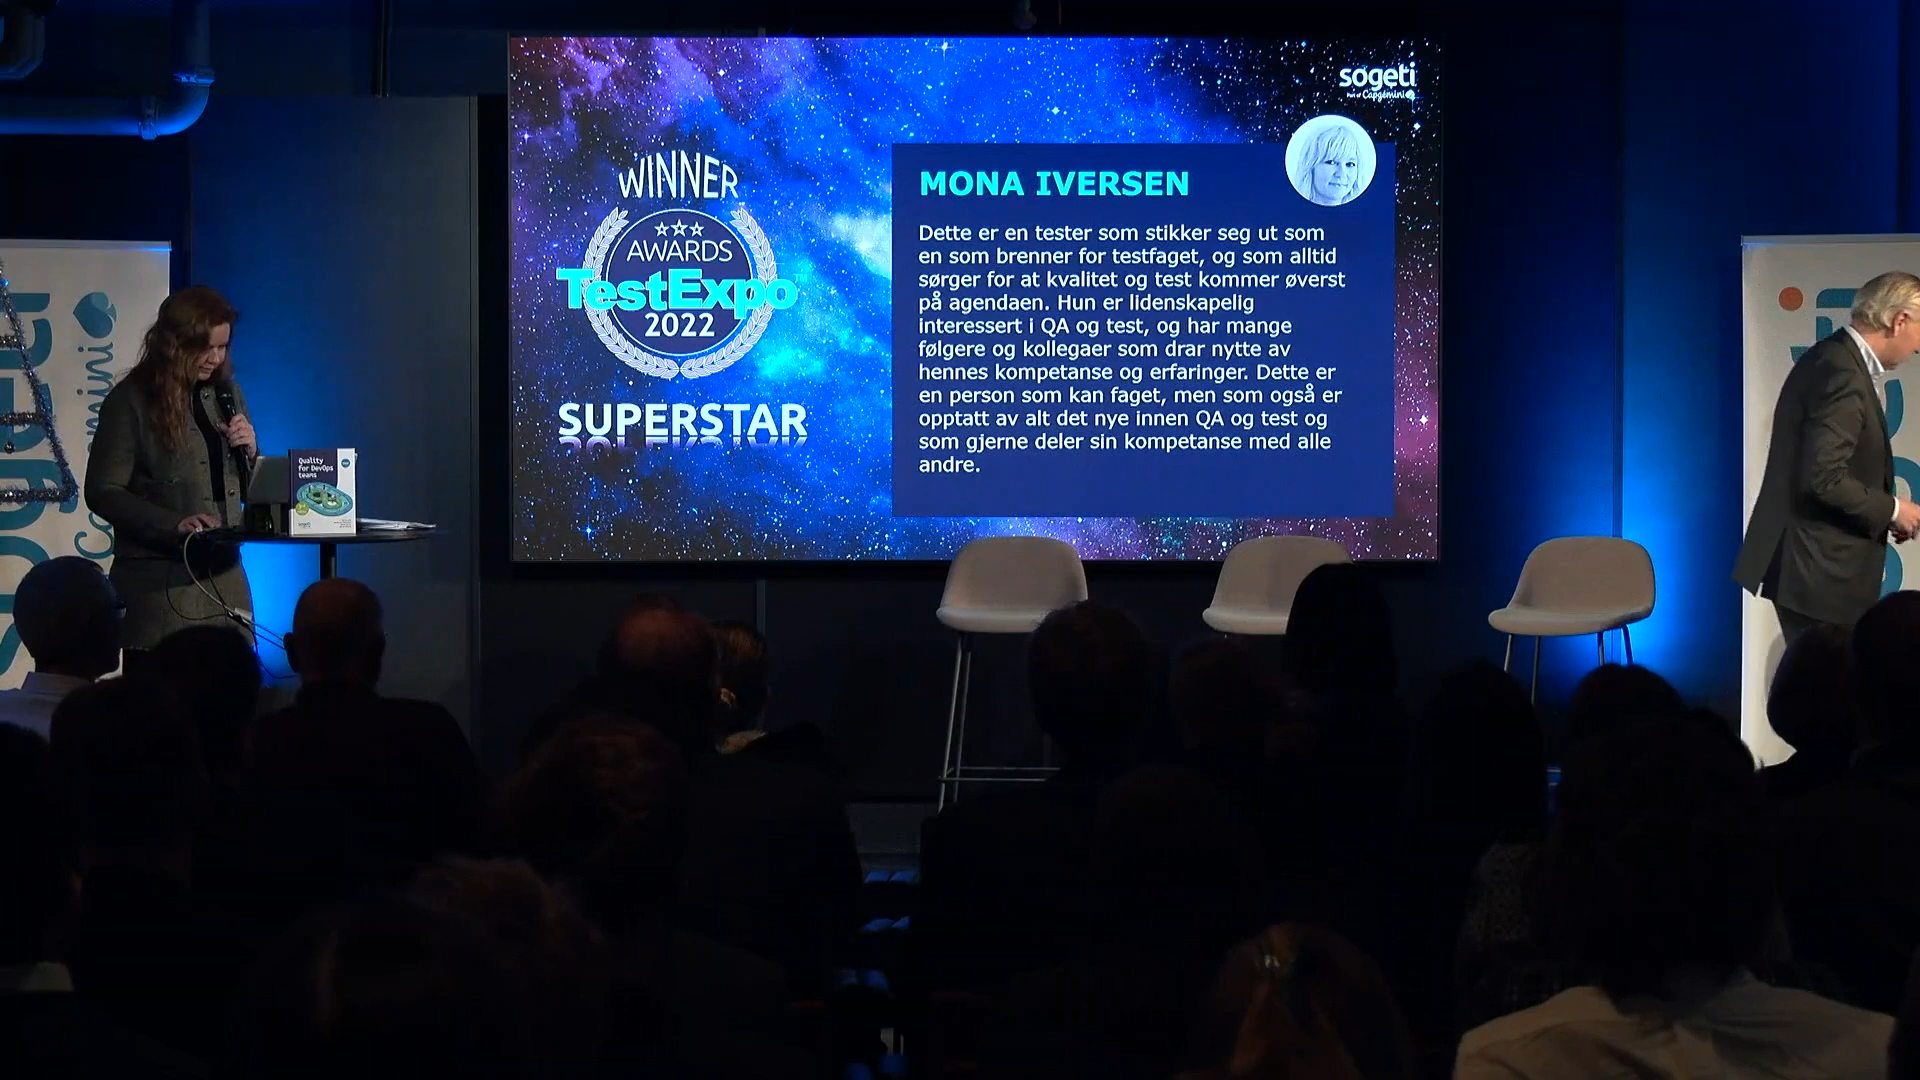 sogeti
Part of Capgemini
WINNER
AWARDS
TestExpo
2022
SUPERSTAR
MONA IVERSEN
Dette er en tester som stikker seg ut som
en som brenner for testfaget, og som alltid
sørger for at kvalitet og test kommer øverst
på agendaen. Hun er lidenskapelig
interessert i QA og test, og har mange
følgere og kollegaer som drar nytte av
hennes kompetanse og erfaringer. Dette er
en person som kan faget, men som også er
opptatt av alt det nye innen QA og test og
som gjerne deler sin kompetanse med alle
andre.
Quality
for DevOps
teams